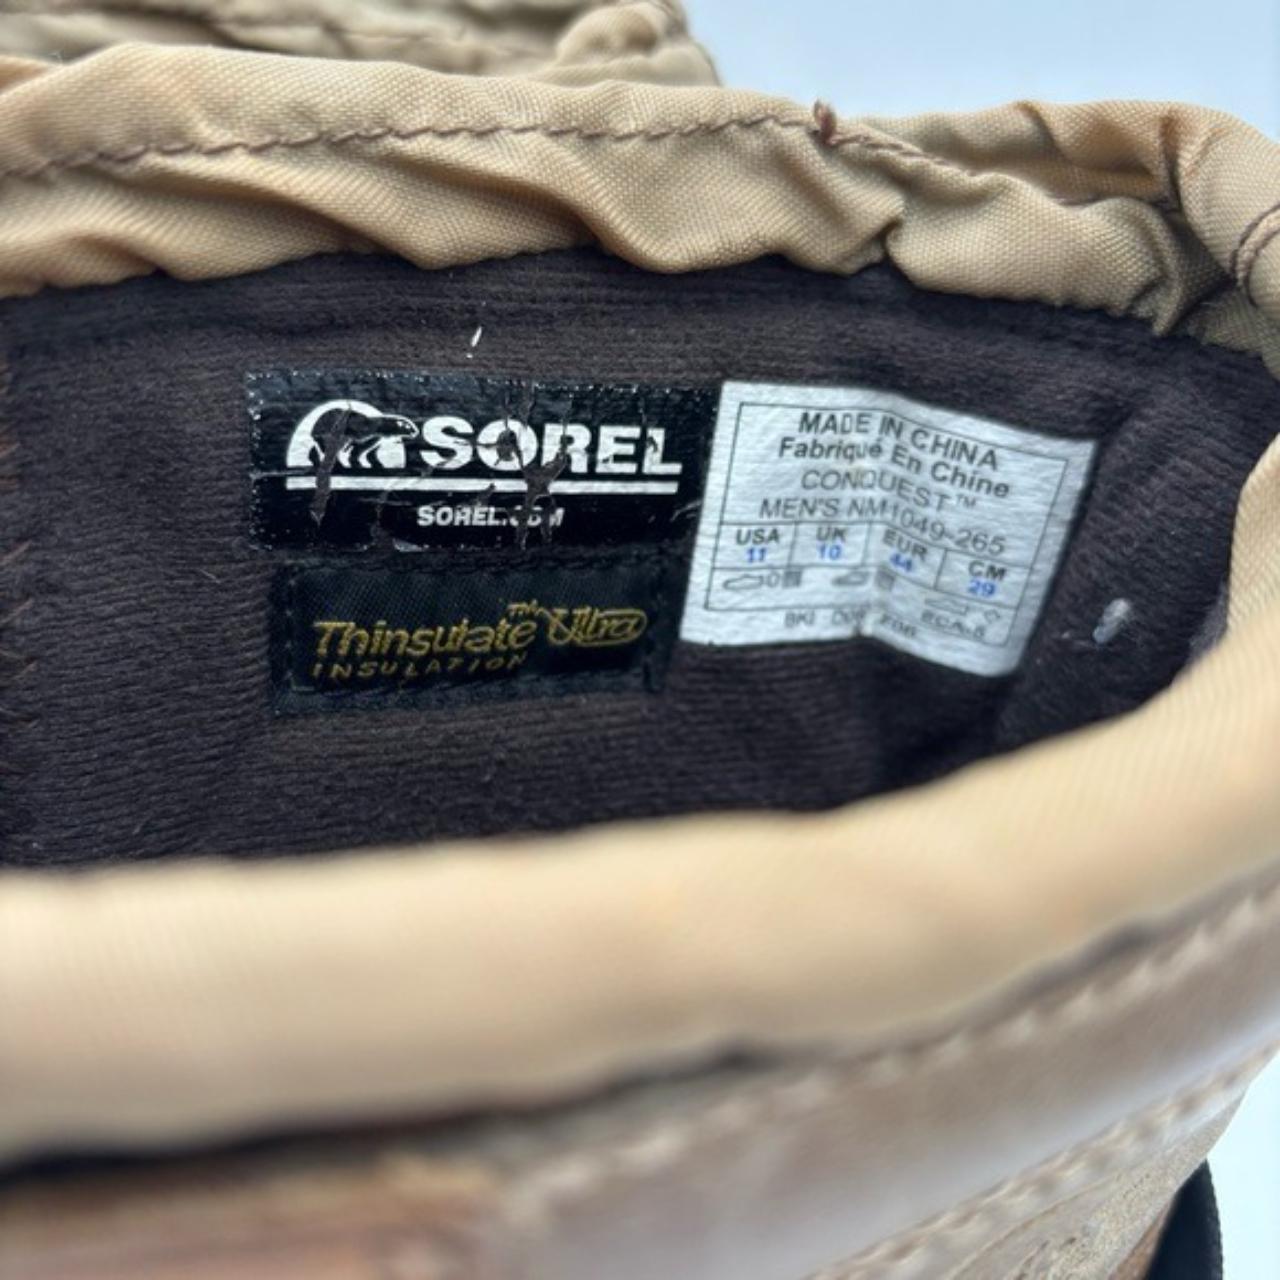 SOREL
SOREL.COM
Thinsulate™ Ultra
INSULATION
MADE IN CHINA
Fabriqué En Chine
CONQUEST™
MEN'S NM1049-265
USA UK EUR CM
11 10 44 29